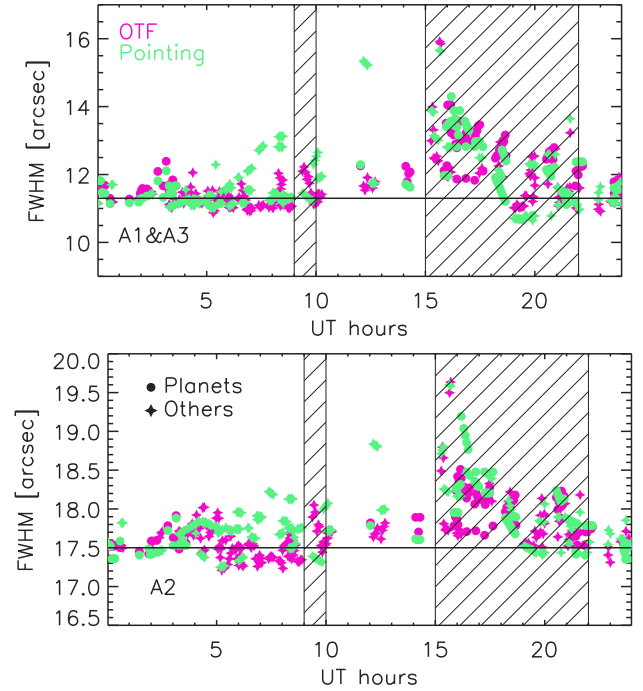 FWHM [arcsec]
16
14
12
10
OTF
Pointing
A1&A3
5
10
15
20
UT hours
FWHM [arcsec]
20.0
19.5
19.0
18.5
18.0
17.5
17.0
16.5
Planets
Others
A2
5
10
15
20
UT hours